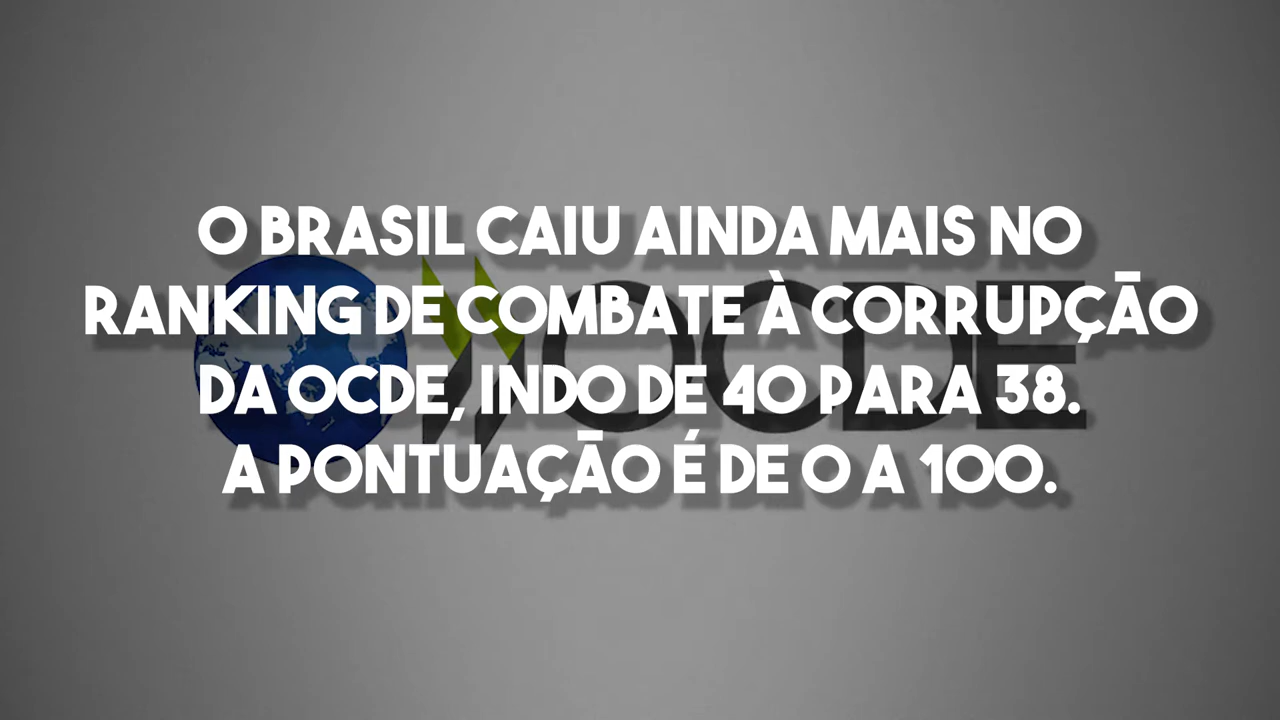 O BRASIL CAIU AINDA MAIS NO
RANKING DE COMBATE À CORRUPÇÃO
DA OCDE, INDO DE 40 PARA 38.
A PONTUAÇÃO É DE 0 A 100.
OCDE